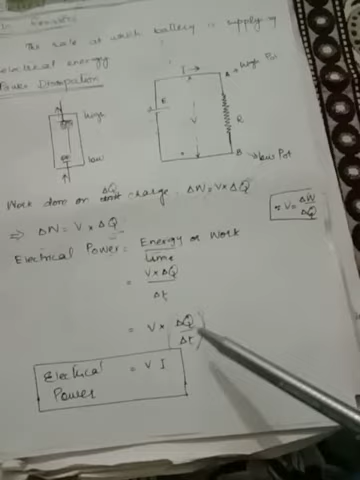 The rate at which battery is supplying
electrical energy
Power Dissipation
I → A → High
high
E
V
R
low
B → Low Pot
Work done on ΔQ charge, ΔW = V × ΔQ
⇒ ΔW = V × ΔQ
∵ V = ΔW/ΔQ
Electrical Power = Energy or Work
Time
= V × ΔQ
Δt
= V × (ΔQ
Δt)
Electrical = V I
Power